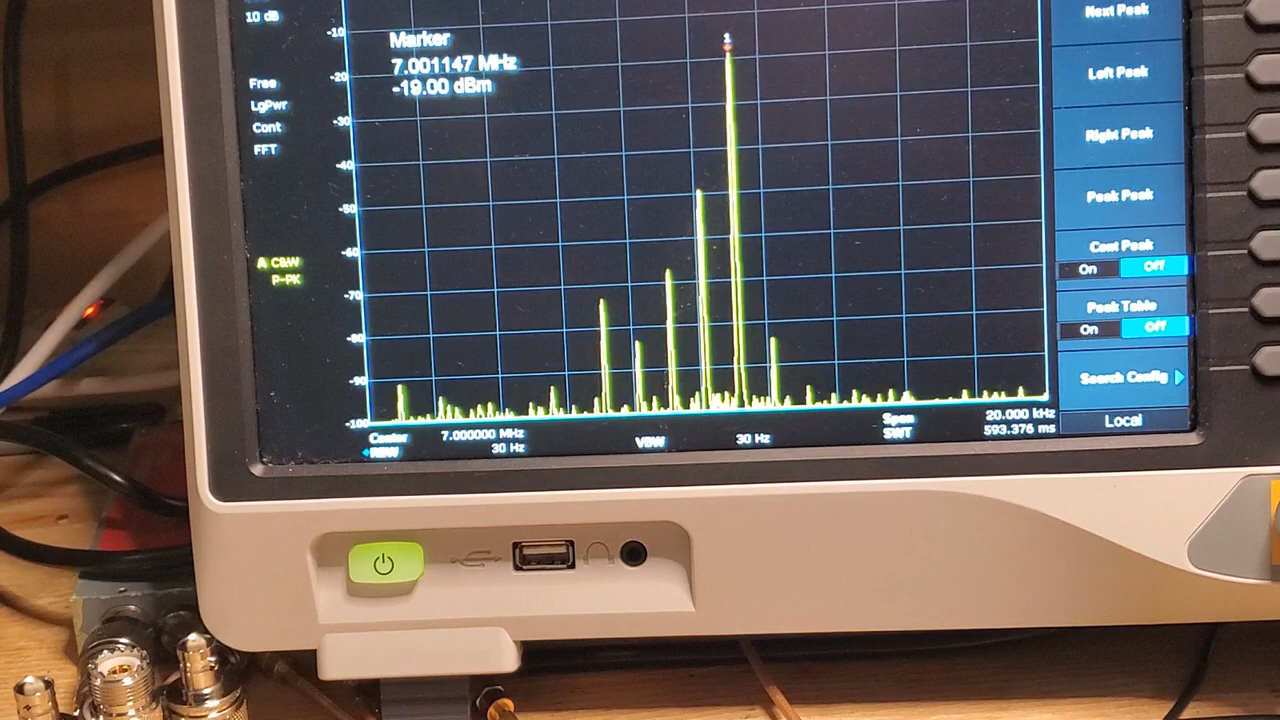 10 dB
Free
LgPwr
Cont
FFT
A C&W
P-PK
-10
-20
-30
-40
-50
-60
-70
-80
-90
-100
Marker
7.001147 MHz
-19.00 dBm
1
Center 7.000000 MHz
RBW 30 Hz
VBW 30 Hz
Span 20.000 kHz
SWT 593.376 ms
Next Peak
Left Peak
Right Peak
Peak Peak
Cont Peak
On Off
Peak Table
On Off
Search Config
Local